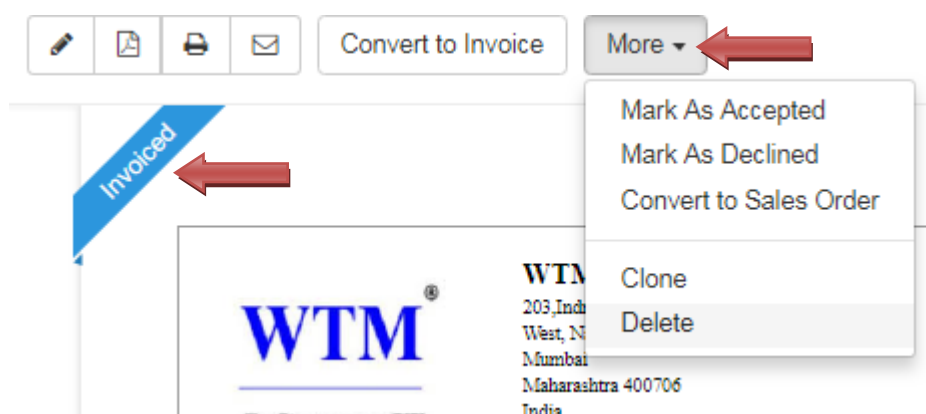 Convert to Invoice
More
Mark As Accepted
Mark As Declined
Convert to Sales Order
Clone
Delete
Invoiced
WTM®
WTM
West,
Mumbai
Maharashtra 400706
India